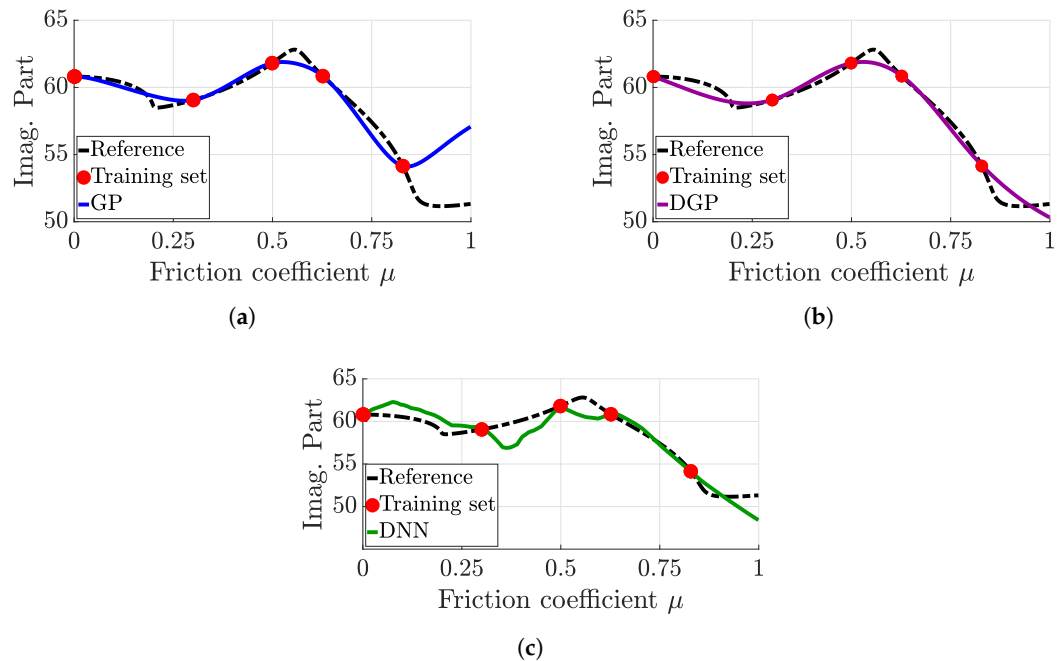 65
60
55
50
Imag. Part
Reference
Training set
GP
0
0.25
0.5
0.75
1
Friction coefficient μ
(a)
65
60
55
50
Imag. Part
Reference
Training set
DGP
0
0.25
0.5
0.75
1
Friction coefficient μ
(b)
65
60
55
50
Imag. Part
Reference
Training set
DNN
0
0.25
0.5
0.75
1
Friction coefficient μ
(c)